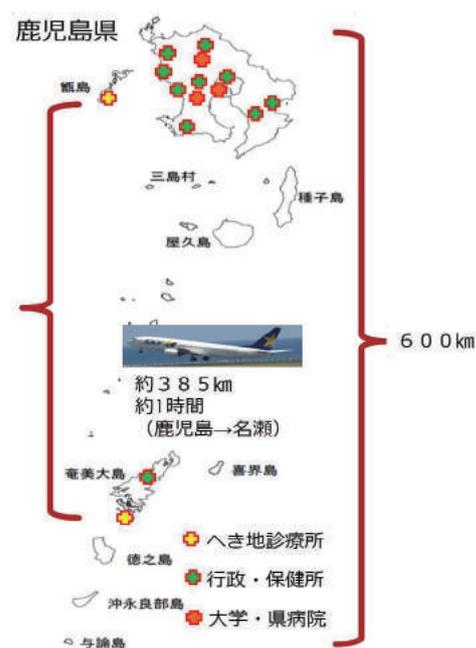 鹿児島県
甑島
三島村
種子島
屋久島
600㎞
約385㎞
約1時間
(鹿児島→名瀬)
奄美大島
喜界島
へき地診療所
徳之島
行政・保健所
沖永良部島
大学・県病院
与論島